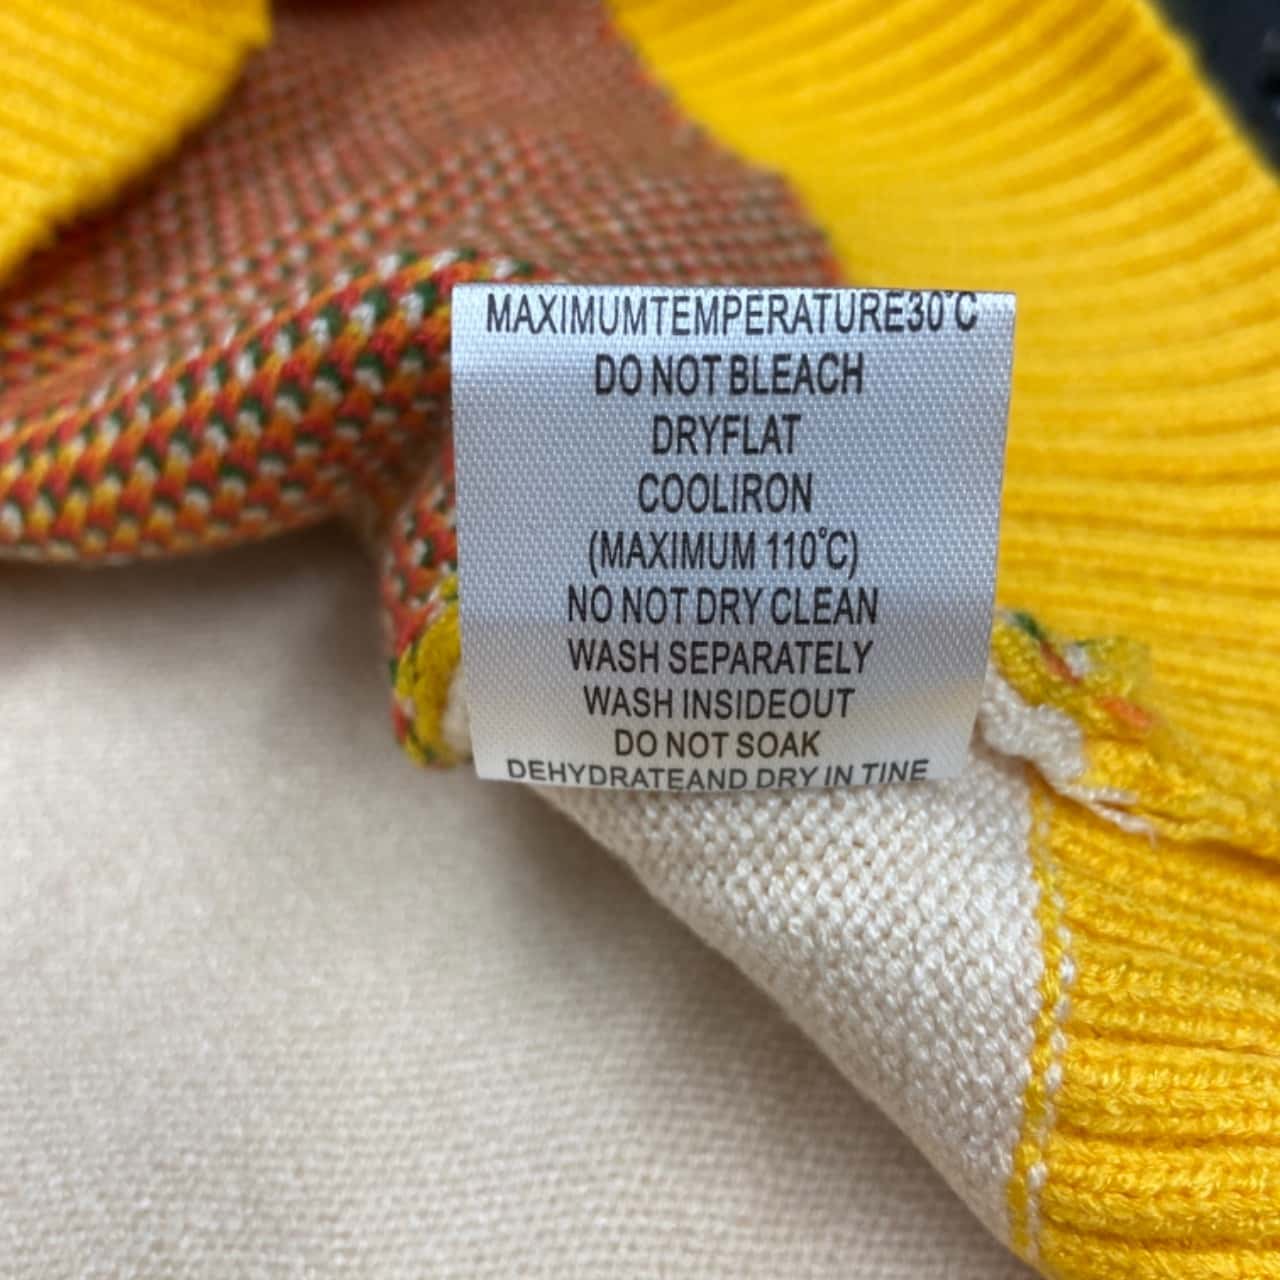 MAXIMUMTEMPERATURE30°C
DO NOT BLEACH
DRYFLAT
COOLIRON
(MAXIMUM 110°C)
NO NOT DRY CLEAN
WASH SEPARATELY
WASH INSIDEOUT
DO NOT SOAK
DEHYDRATEAND DRY IN TINE